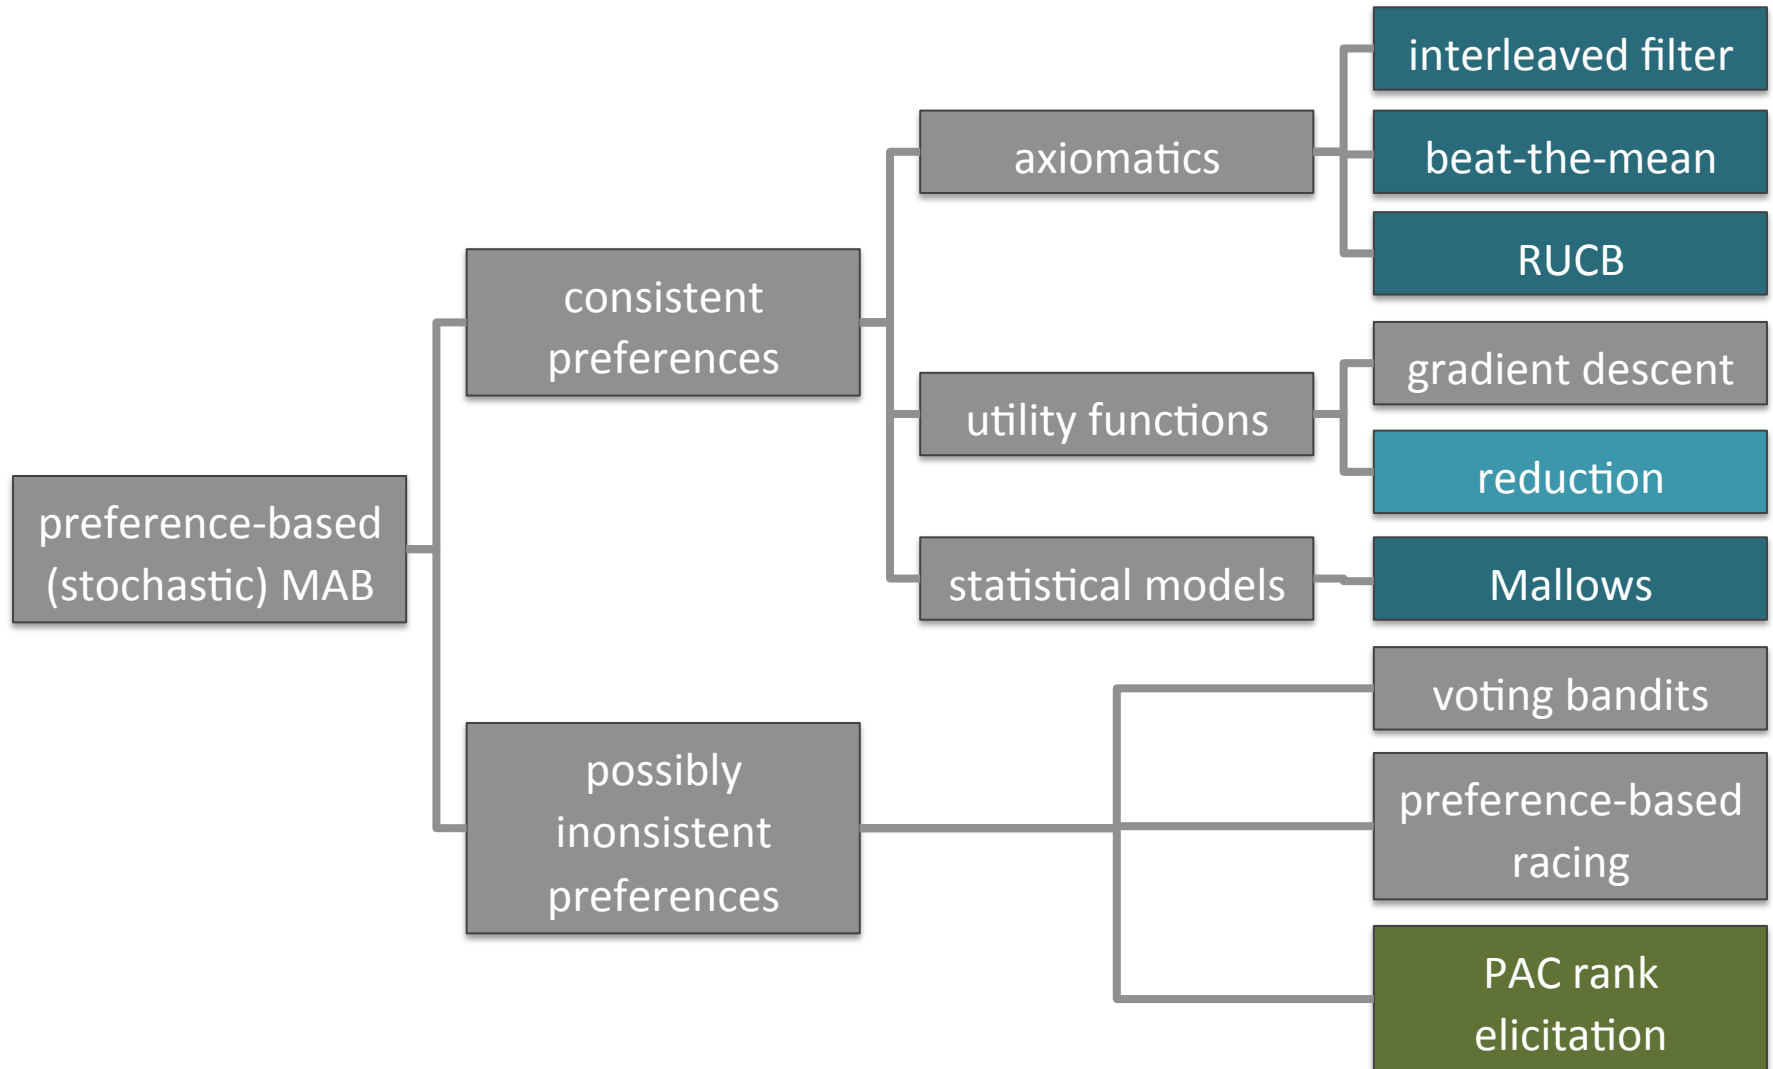 preference-based
(stochastic) MAB
consistent
preferences
axiomatics
interleaved filter
beat-the-mean
RUCB
utility functions
gradient descent
reduction
statistical models
Mallows
possibly
inonsistent
preferences
voting bandits
preference-based
racing
PAC rank
elicitation